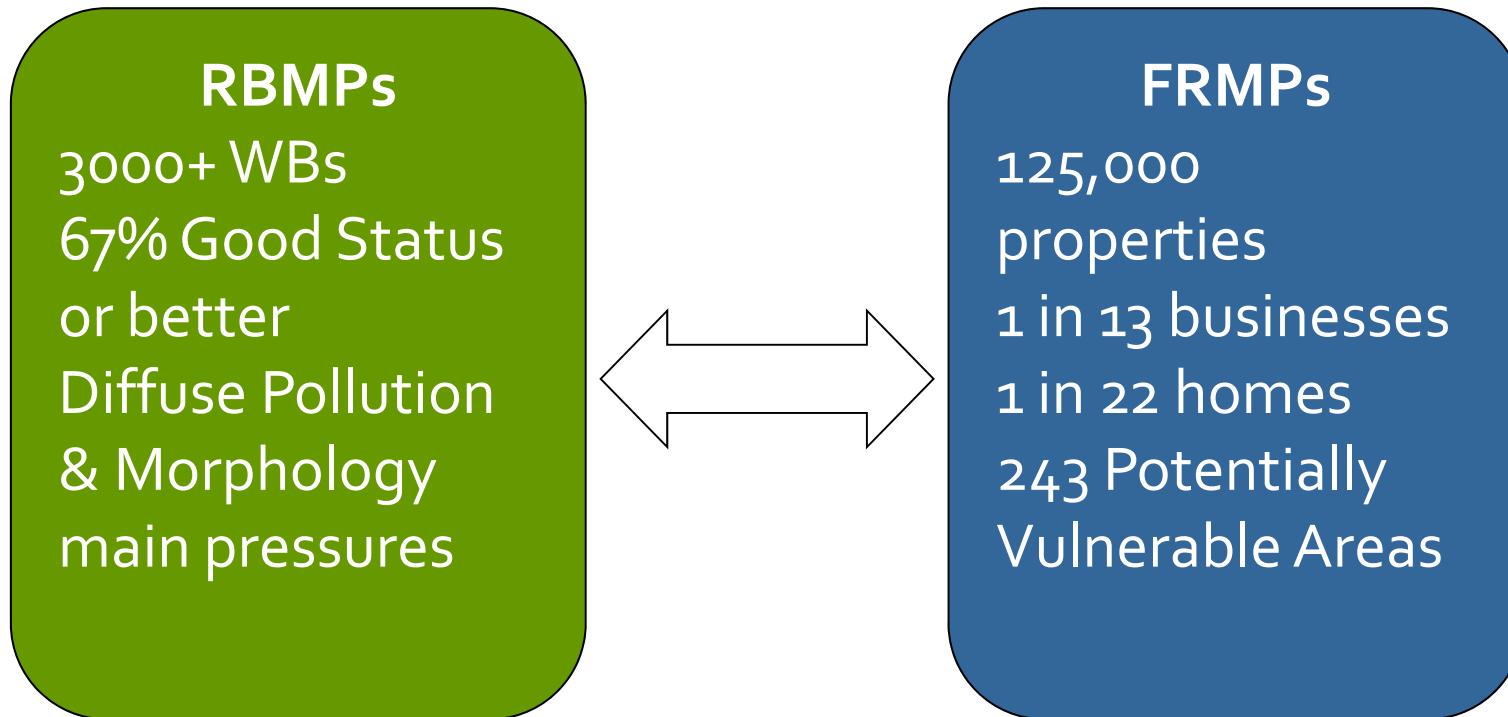 RBMPs
3000+ WBs
67% Good Status
or better
Diffuse Pollution
& Morphology
main pressures
FRMPs
125,000
properties
1 in 13 businesses
1 in 22 homes
243 Potentially
Vulnerable Areas